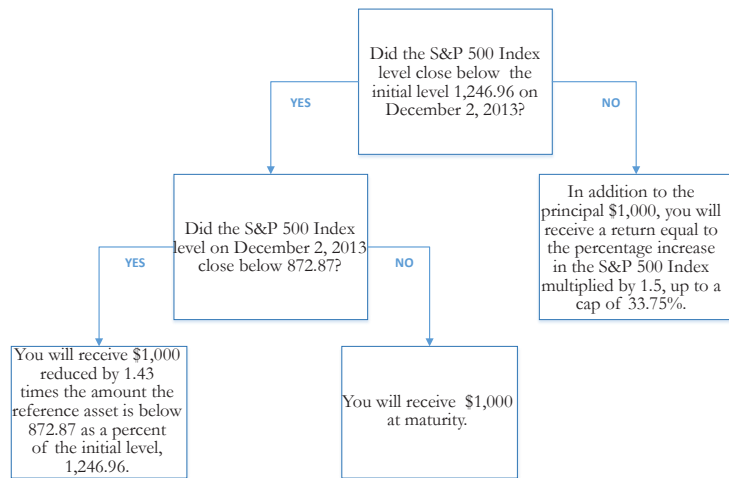 Did the S&P 500 Index
level close below the
initial level 1,246.96 on
December 2, 2013?
YES
NO
Did the S&P 500 Index
level on December 2, 2013
close below 872.87?
In addition to the
principal $1,000, you will
receive a return equal to
the percentage increase
in the S&P 500 Index
multiplied by 1.5, up to a
cap of 33.75%.
YES
NO
You will receive $1,000
reduced by 1.43
times the amount the
reference asset is below
872.87 as a percent
of the initial level,
1,246.96.
You will receive $1,000
at maturity.